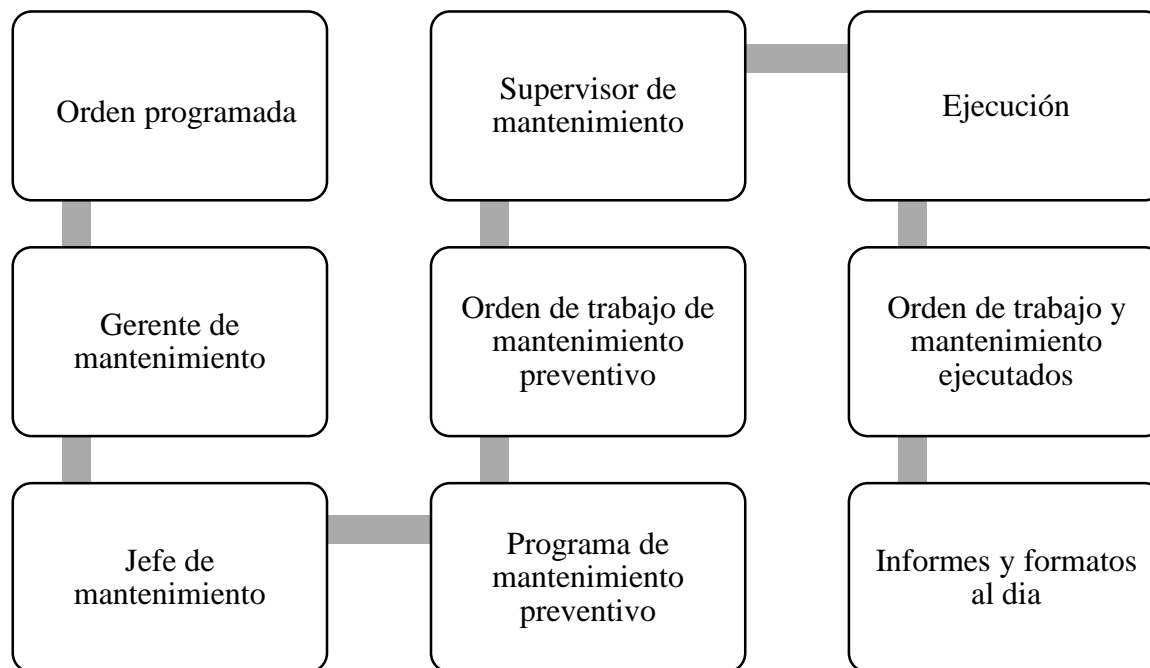 Orden programada
Gerente de
mantenimiento
Jefe de
mantenimiento
Programa de
mantenimiento
preventivo
Orden de trabajo de
mantenimiento
preventivo
Supervisor de
mantenimiento
Ejecución
Orden de trabajo y
mantenimiento
ejecutados
Informes y formatos
al dia